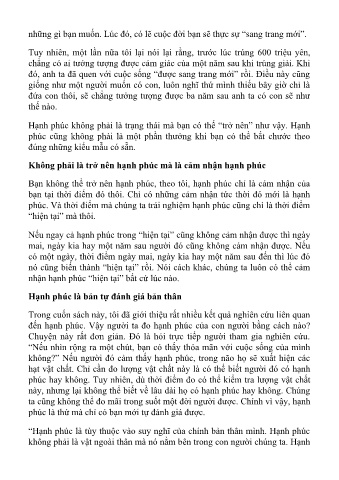 những gì bạn muốn. Lúc đó, có lẽ cuộc đời bạn sẽ thực sự “sang trang mới”.
Tuy nhiên, một lần nữa tôi lại nói lại rằng, trước lúc trúng 600 triệu yên,
chẳng có ai tưởng tượng được cảm giác của một năm sau khi trúng giải. Khi
đó, anh ta đã quen với cuộc sống “được sang trang mới” rồi. Điều này cũng
giống như một người muốn có con, luôn nghĩ thử mình thiếu bây giờ chỉ là
đứa con thôi, sẽ chẳng tưởng tượng được ba năm sau anh ta có con sẽ như
thế nào.
Hạnh phúc không phải là trạng thái mà bạn có thể “trở nên” như vậy. Hạnh
phúc cũng không phải là một phần thưởng khi bạn có thể bắt chước theo
đúng những kiểu mẫu có sẵn.
Không phải là trở nên hạnh phúc mà là cảm nhận hạnh phúc
Bạn không thể trở nên hạnh phúc, theo tôi, hạnh phúc chỉ là cảm nhận của
bạn tại thời điểm đó thôi. Chỉ có những cảm nhận tức thời đó mới là hạnh
phúc. Và thời điểm mà chúng ta trải nghiệm hạnh phúc cũng chỉ là thời điểm
“hiện tại” mà thôi.
Nếu ngay cả hạnh phúc trong “hiện tại” cũng không cảm nhận được thì ngày
mai, ngày kia hay một năm sau người đó cũng không cảm nhận được. Nếu
có một ngày, thời điểm ngày mai, ngày kia hay một năm sau đến thì lúc đó
nó cũng biến thành “hiện tại” rồi. Nói cách khác, chúng ta luôn có thể cảm
nhận hạnh phúc “hiện tại” bất cứ lúc nào.
Hạnh phúc là bản tự đánh giá bản thân
Trong cuốn sách này, tôi đã giới thiệu rất nhiều kết quả nghiên cứu liên quan
đến hạnh phúc. Vậy người ta đo hạnh phúc của con người bằng cách nào?
Chuyện này rất đơn giản. Đó là hỏi trực tiếp người tham gia nghiên cứu.
“Nếu nhìn rộng ra một chút, bạn có thấy thỏa mãn với cuộc sống của mình
không?” Nếu người đó cảm thấy hạnh phúc, trong não họ sẽ xuất hiện các
hạt vật chất. Chỉ cần đo lượng vật chất này là có thể biết người đó có hạnh
phúc hay không. Tuy nhiên, dù thời điểm đo có thể kiểm tra lượng vật chất
này, nhưng lại không thể biết về lâu dài họ có hạnh phúc hay không. Chúng
ta cũng không thể đo mãi trong suốt một đời người được. Chính vì vậy, hạnh
phúc là thứ mà chỉ có bạn mới tự đánh giá được.
“Hạnh phúc là tùy thuộc vào suy nghĩ của chính bản thân mình. Hạnh phúc
không phải là vật ngoài thân mà nó nằm bên trong con người chúng ta. Hạnh